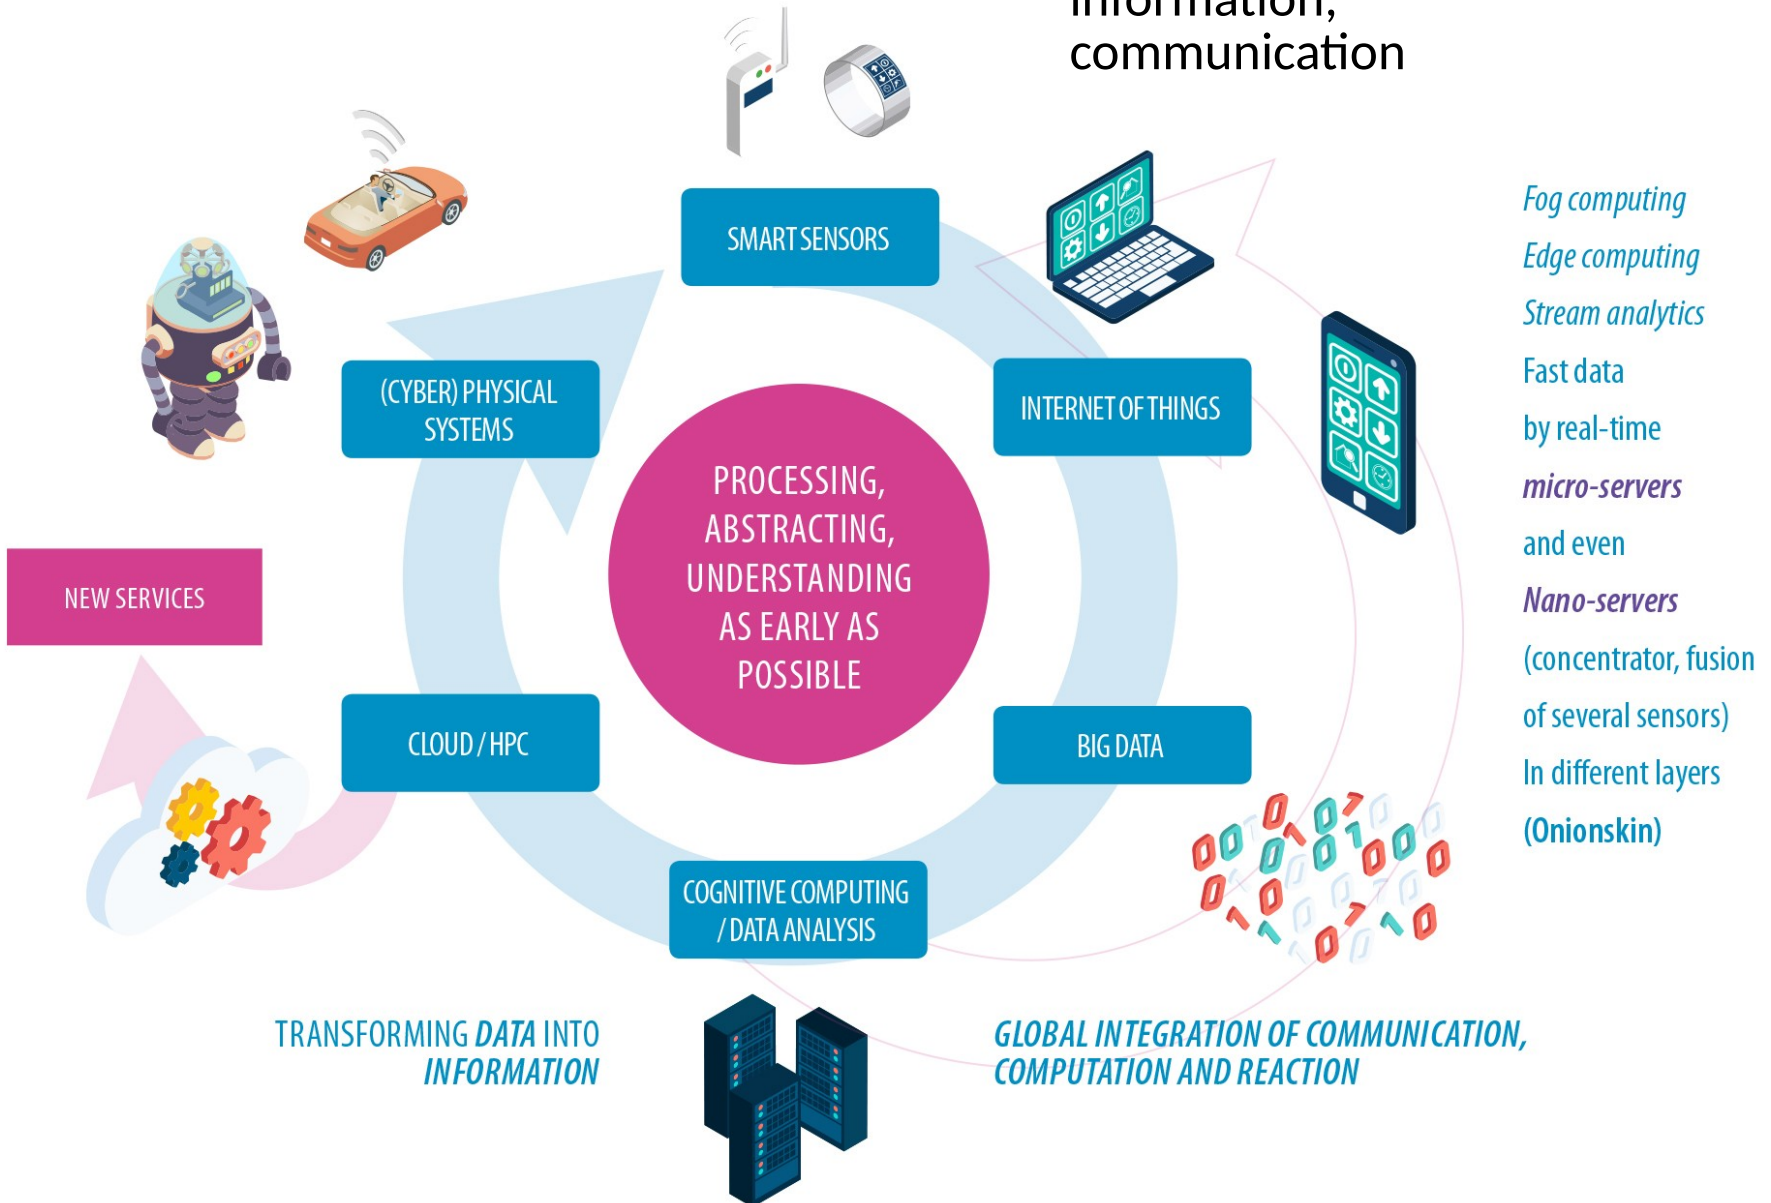 information,
communication
SMART SENSORS
(CYBER) PHYSICAL
SYSTEMS
INTERNET OF THINGS
PROCESSING,
ABSTRACTING,
UNDERSTANDING
AS EARLY AS
POSSIBLE
NEW SERVICES
CLOUD / HPC
BIG DATA
COGNITIVE COMPUTING
/ DATA ANALYSIS
TRANSFORMING DATA INTO
INFORMATION
GLOBAL INTEGRATION OF COMMUNICATION,
COMPUTATION AND REACTION
Fog computing
Edge computing
Stream analytics
Fast data
by real-time
micro-servers
and even
Nano-servers
(concentrator, fusion
of several sensors)
In different layers
(Onionskin)